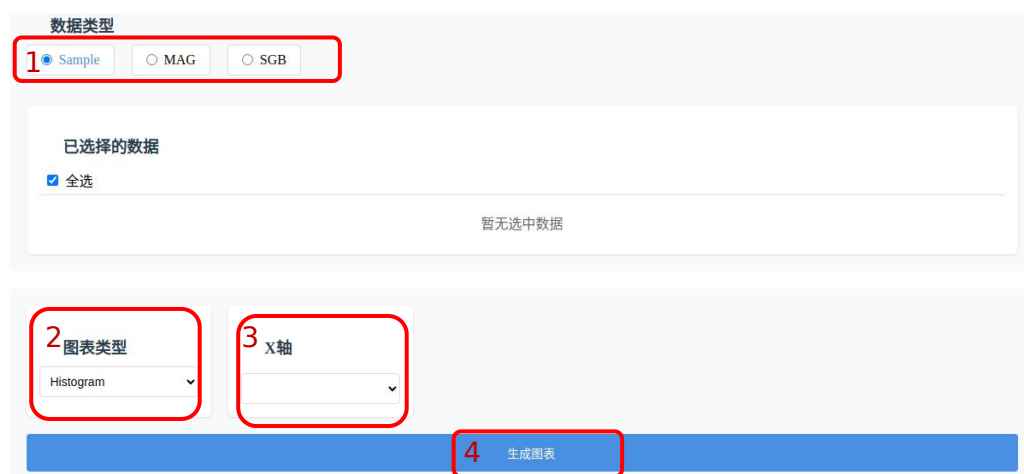 数据类型
1 Sample MAG SGB
已选择的数据
全选
暂无选中数据
2 图表类型
Histogram
3 X轴
4 生成图表